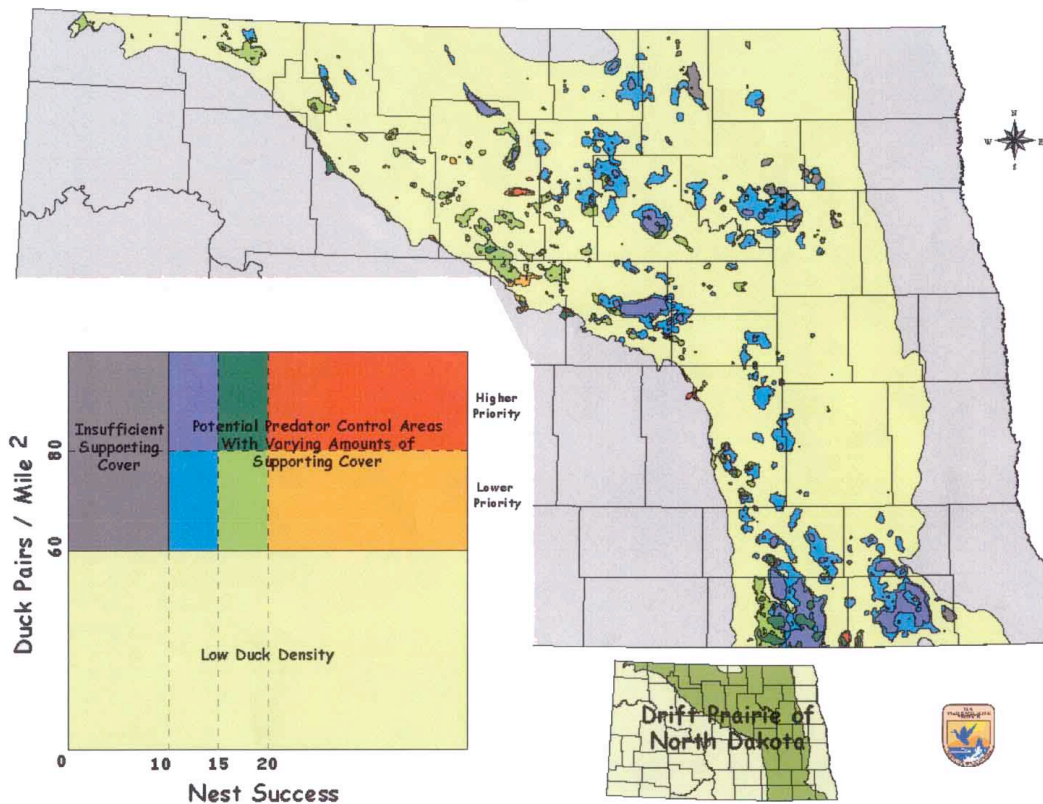 N
W E
S
Duck Pairs / Mile 2
80
60
Insufficient
Supporting
Cover
Potential Predator Control Areas
With Varying Amounts of
Supporting Cover
Higher
Priority
Lower
Priority
Low Duck Density
0 10 15 20
Nest Success
Drift Prairie of
North Dakota